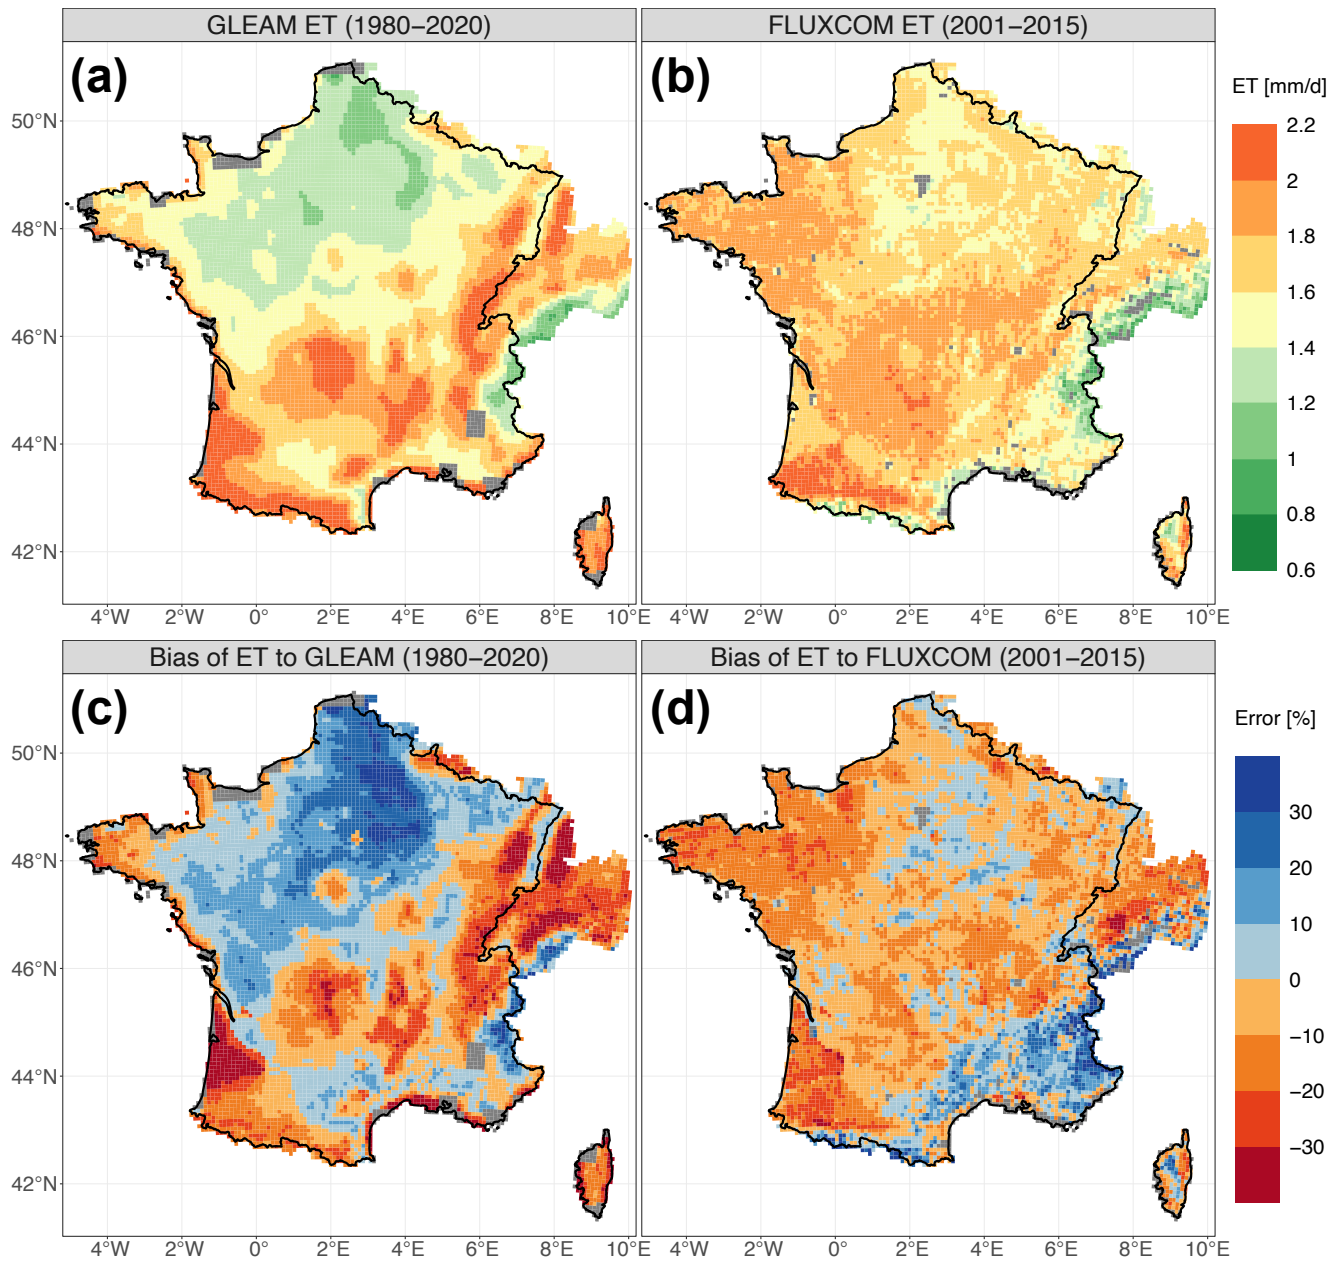 GLEAM ET (1980−2020)
FLUXCOM ET (2001−2015)
(a)
(b)
ET [mm/d]
2.2
2
1.8
1.6
1.4
1.2
1
0.8
0.6
50°N
48°N
46°N
44°N
42°N
4°W 2°W 0° 2°E 4°E 6°E 8°E 10°E
4°W 2°W 0° 2°E 4°E 6°E 8°E 10°E
Bias of ET to GLEAM (1980−2020)
Bias of ET to FLUXCOM (2001−2015)
(c)
(d)
Error [%]
30
20
10
0
−10
−20
−30
50°N
48°N
46°N
44°N
42°N
4°W 2°W 0° 2°E 4°E 6°E 8°E 10°E
4°W 2°W 0° 2°E 4°E 6°E 8°E 10°E